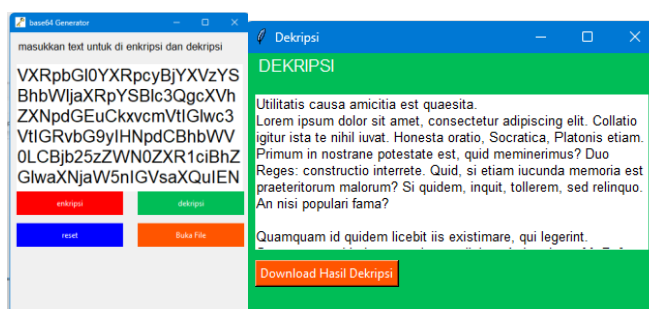 base64 Generator
masukkan text untuk di enkripsi dan dekripsi
VXRpbGl0YXRpcyBjYXVzYS
BhbWljaXRpYSBlc3QgcXVh
ZXNpdGEuCkxvcmVtIGlwc3
VtIGRvbG9yIHNpdCBhbWV
0LCBjb25zZWN0ZXR1ciBhZ
GlwaXNjaW5nIGVsaXQuIEN
enkripsi
dekripsi
reset
Buka File
Dekripsi
DEKRIPSI
Utilitatis causa amicitia est quaesita.
Lorem ipsum dolor sit amet, consectetur adipiscing elit. Collatio
igitur ista te nihil iuvat. Honesta oratio, Socratica, Platonis etiam.
Primum in nostrane potestate est, quid meminerimus? Duo
Reges: constructio interrete. Quid, si etiam iucunda memoria est
praeteritorum malorum? Si quidem, inquit, tollerem, sed relinquo.
An nisi populari fama?
Quamquam id quidem licebit iis existimare, qui legerint.
Download Hasil Dekripsi